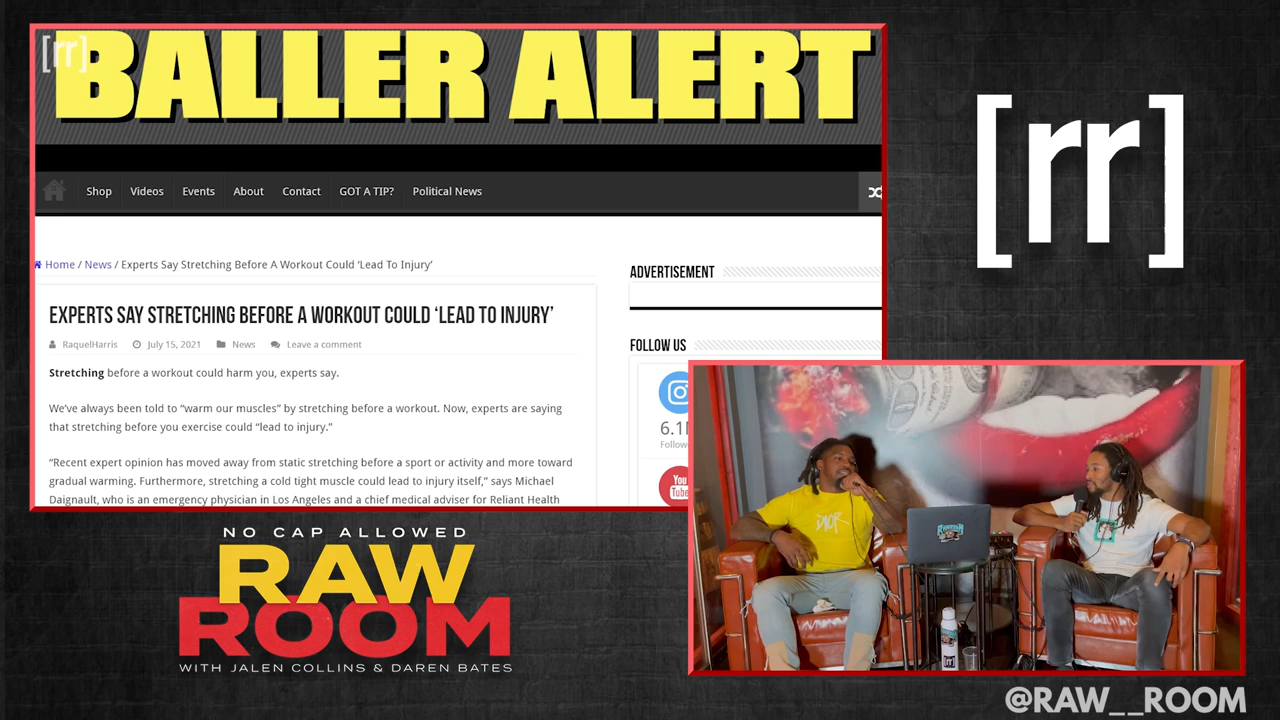 [rr]
BALLER ALERT
Shop Videos Events About Contact GOT A TIP? Political News
Home / News / Experts Say Stretching Before A Workout Could ‘Lead To Injury’
EXPERTS SAY STRETCHING BEFORE A WORKOUT COULD ‘LEAD TO INJURY’
RaquelHarris July 15, 2021 News Leave a comment
Stretching before a workout could harm you, experts say.
We’ve always been told to “warm our muscles” by stretching before a workout. Now, experts are saying
that stretching before you exercise could “lead to injury.”
“Recent expert opinion has moved away from static stretching before a sport or activity and more toward
gradual warming. Furthermore, stretching a cold tight muscle could lead to injury itself,” says Michael
Daignault, who is an emergency physician in Los Angeles and a chief medical adviser for Reliant Health
ADVERTISEMENT
FOLLOW US
6.1
Follow
You
Tube
[rr]
DIOR
[rr]
NO CAP ALLOWED
RAW
ROOM
WITH JALEN COLLINS & DAREN BATES
@RAW__ROOM